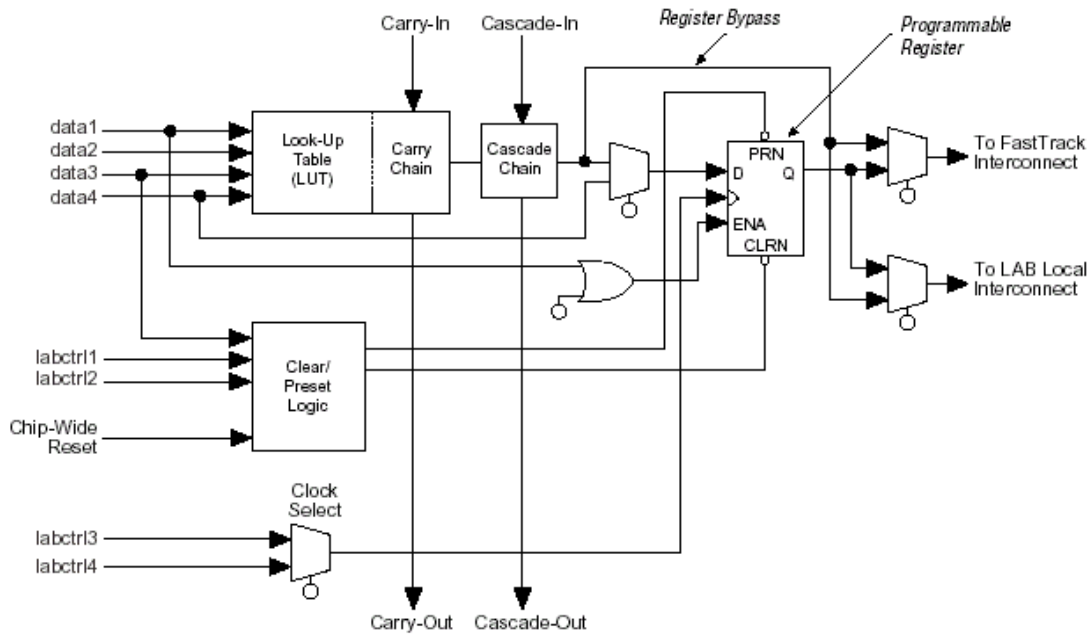 Carry-In
Cascade-In
Register Bypass
Programmable
Register
data1
data2
data3
data4
Look-Up
Table
(LUT)
Carry
Chain
Cascade
Chain
PRN
D
Q
ENA
CLRN
To FastTrack
Interconnect
To LAB Local
Interconnect
labctrl1
labctrl2
Clear/
Preset
Logic
Chip-Wide
Reset
Clock
Select
labctrl3
labctrl4
Carry-Out
Cascade-Out